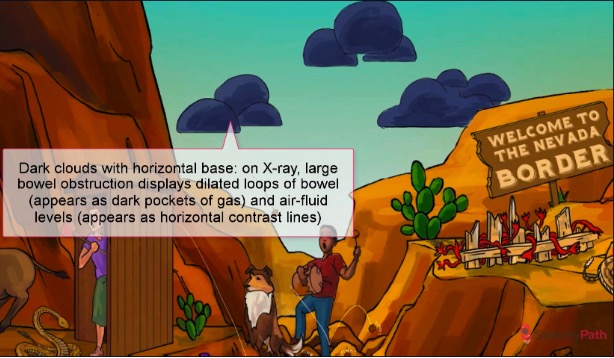 Dark clouds with horizontal base: on X-ray, large
bowel obstruction displays dilated loops of bowel
(appears as dark pockets of gas) and air-fluid
levels (appears as horizontal contrast lines)
WELCOME TO
THE NEVADA
BORDER
Path